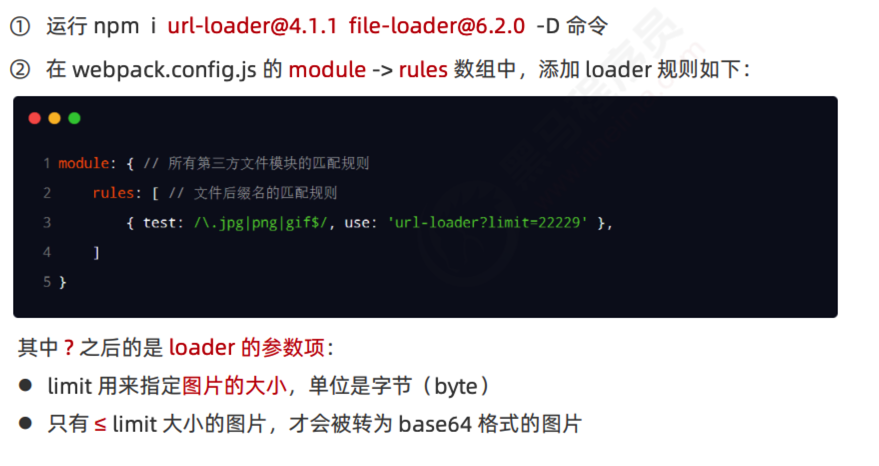 ① 运行 npm i url-loader@4.1.1 file-loader@6.2.0 -D 命令
② 在 webpack.config.js 的 module -> rules 数组中，添加 loader 规则如下：
1 module: { // 所有第三方文件模块的匹配规则
2 rules: [ // 文件后缀名的匹配规则
3 { test: /\.jpg|png|gif$/, use: 'url-loader?limit=22229' },
4 ]
5 }
其中 ? 之后的是 loader 的参数项：
● limit 用来指定图片的大小，单位是字节（byte）
● 只有 ≤ limit 大小的图片，才会被转为 base64 格式的图片